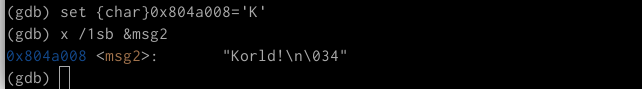 (gdb) set {char}0x804a008='K'
(gdb) x /1sb &msg2
0x804a008 <msg2>:       "Korld!\n\034"
(gdb)